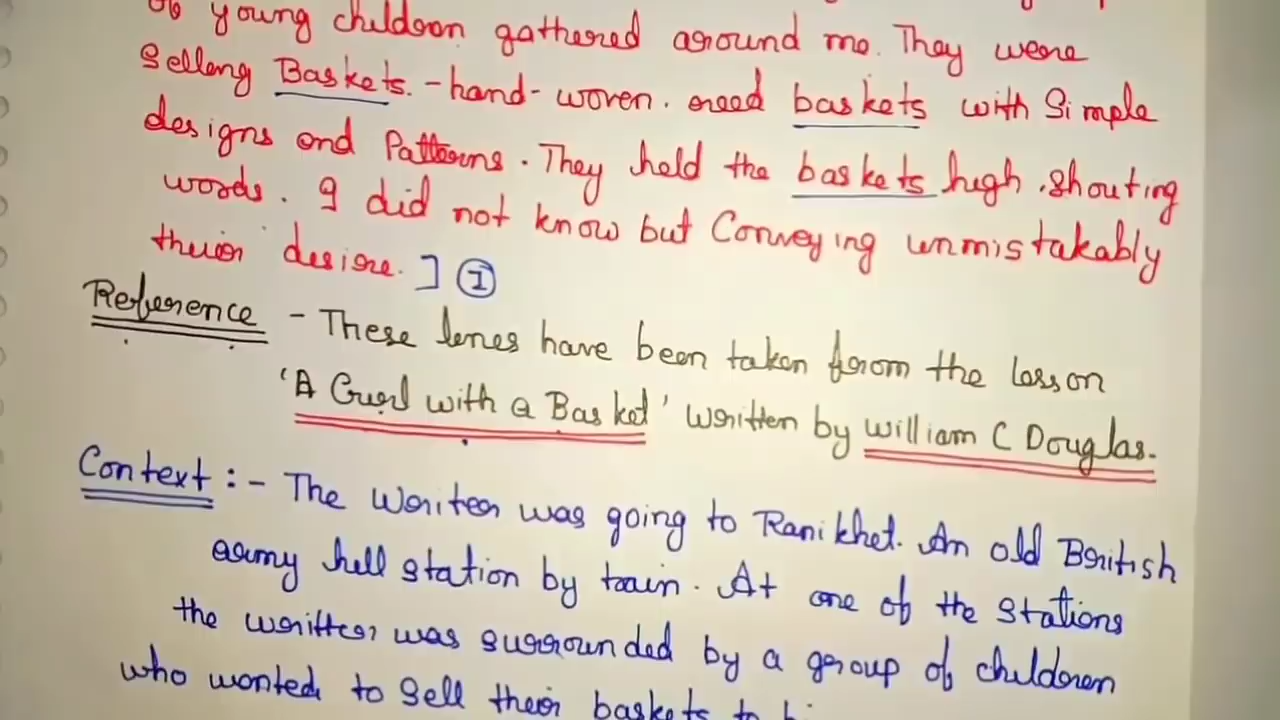 of young children gathered around me. They were
Selling Baskets. - hand - woven. reed baskets with Simple
designs and Patterns. They held the baskets high, shouting
words. I did not know but Conveying unmistakably
their desire. ] ①
Reference - These lines have been taken from the lesson
'A Girl with a Basket' written by William C Douglas.
Context :- The Writer was going to Ranikhet. An old British
army hill station by train. At one of the stations
the writter was surrounded by a group of children
who wanted to Sell their baskets to